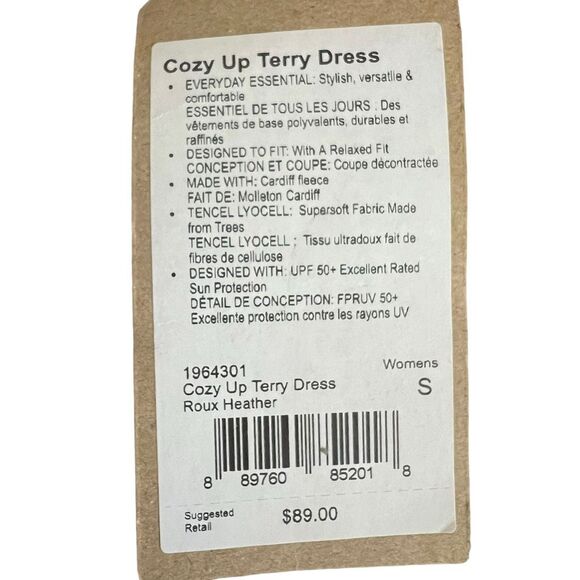 Cozy Up Terry Dress
• EVERYDAY ESSENTIAL: Stylish, versatile &
comfortable
ESSENTIEL DE TOUS LES JOURS : Des
vêtements de base polyvalents, durables et
raffinés
• DESIGNED TO FIT: With A Relaxed Fit
CONCEPTION ET COUPE: Coupe décontractée
• MADE WITH: Cardiff fleece
FAIT DE: Molleton Cardiff
• TENCEL LYOCELL: Supersoft Fabric Made
from Trees
TENCEL LYOCELL : Tissu ultradoux fait de
fibres de cellulose
• DESIGNED WITH: UPF 50+ Excellent Rated
Sun Protection
DÉTAIL DE CONCEPTION: FPRUV 50+
Excellente protection contre les rayons UV
1964301 Womens
Cozy Up Terry Dress S
Roux Heather
8 89760 85201 8
Suggested
Retail $89.00